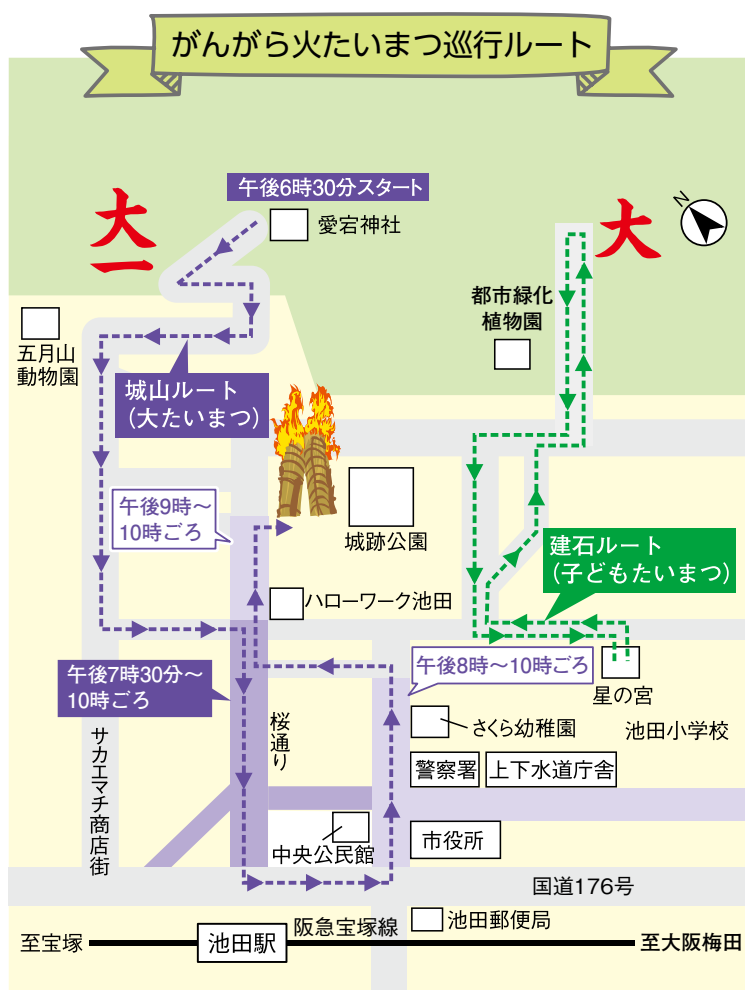 がんがら火たいまつ巡行ルート
午後6時30分スタート
大
一
愛宕神社
大
N
都市緑化
植物園
五月山
動物園
城山ルート
(大たいまつ)
午後9時～
10時ごろ
城跡公園
建石ルート
(子どもたいまつ)
ハローワーク池田
午後7時30分～
10時ごろ
午後8時～10時ごろ
星の宮
桜通り
さくら幼稚園
池田小学校
サカエマチ商店街
警察署
上下水道庁舎
中央公民館
市役所
国道176号
池田郵便局
至宝塚
池田駅
阪急宝塚線
至大阪梅田